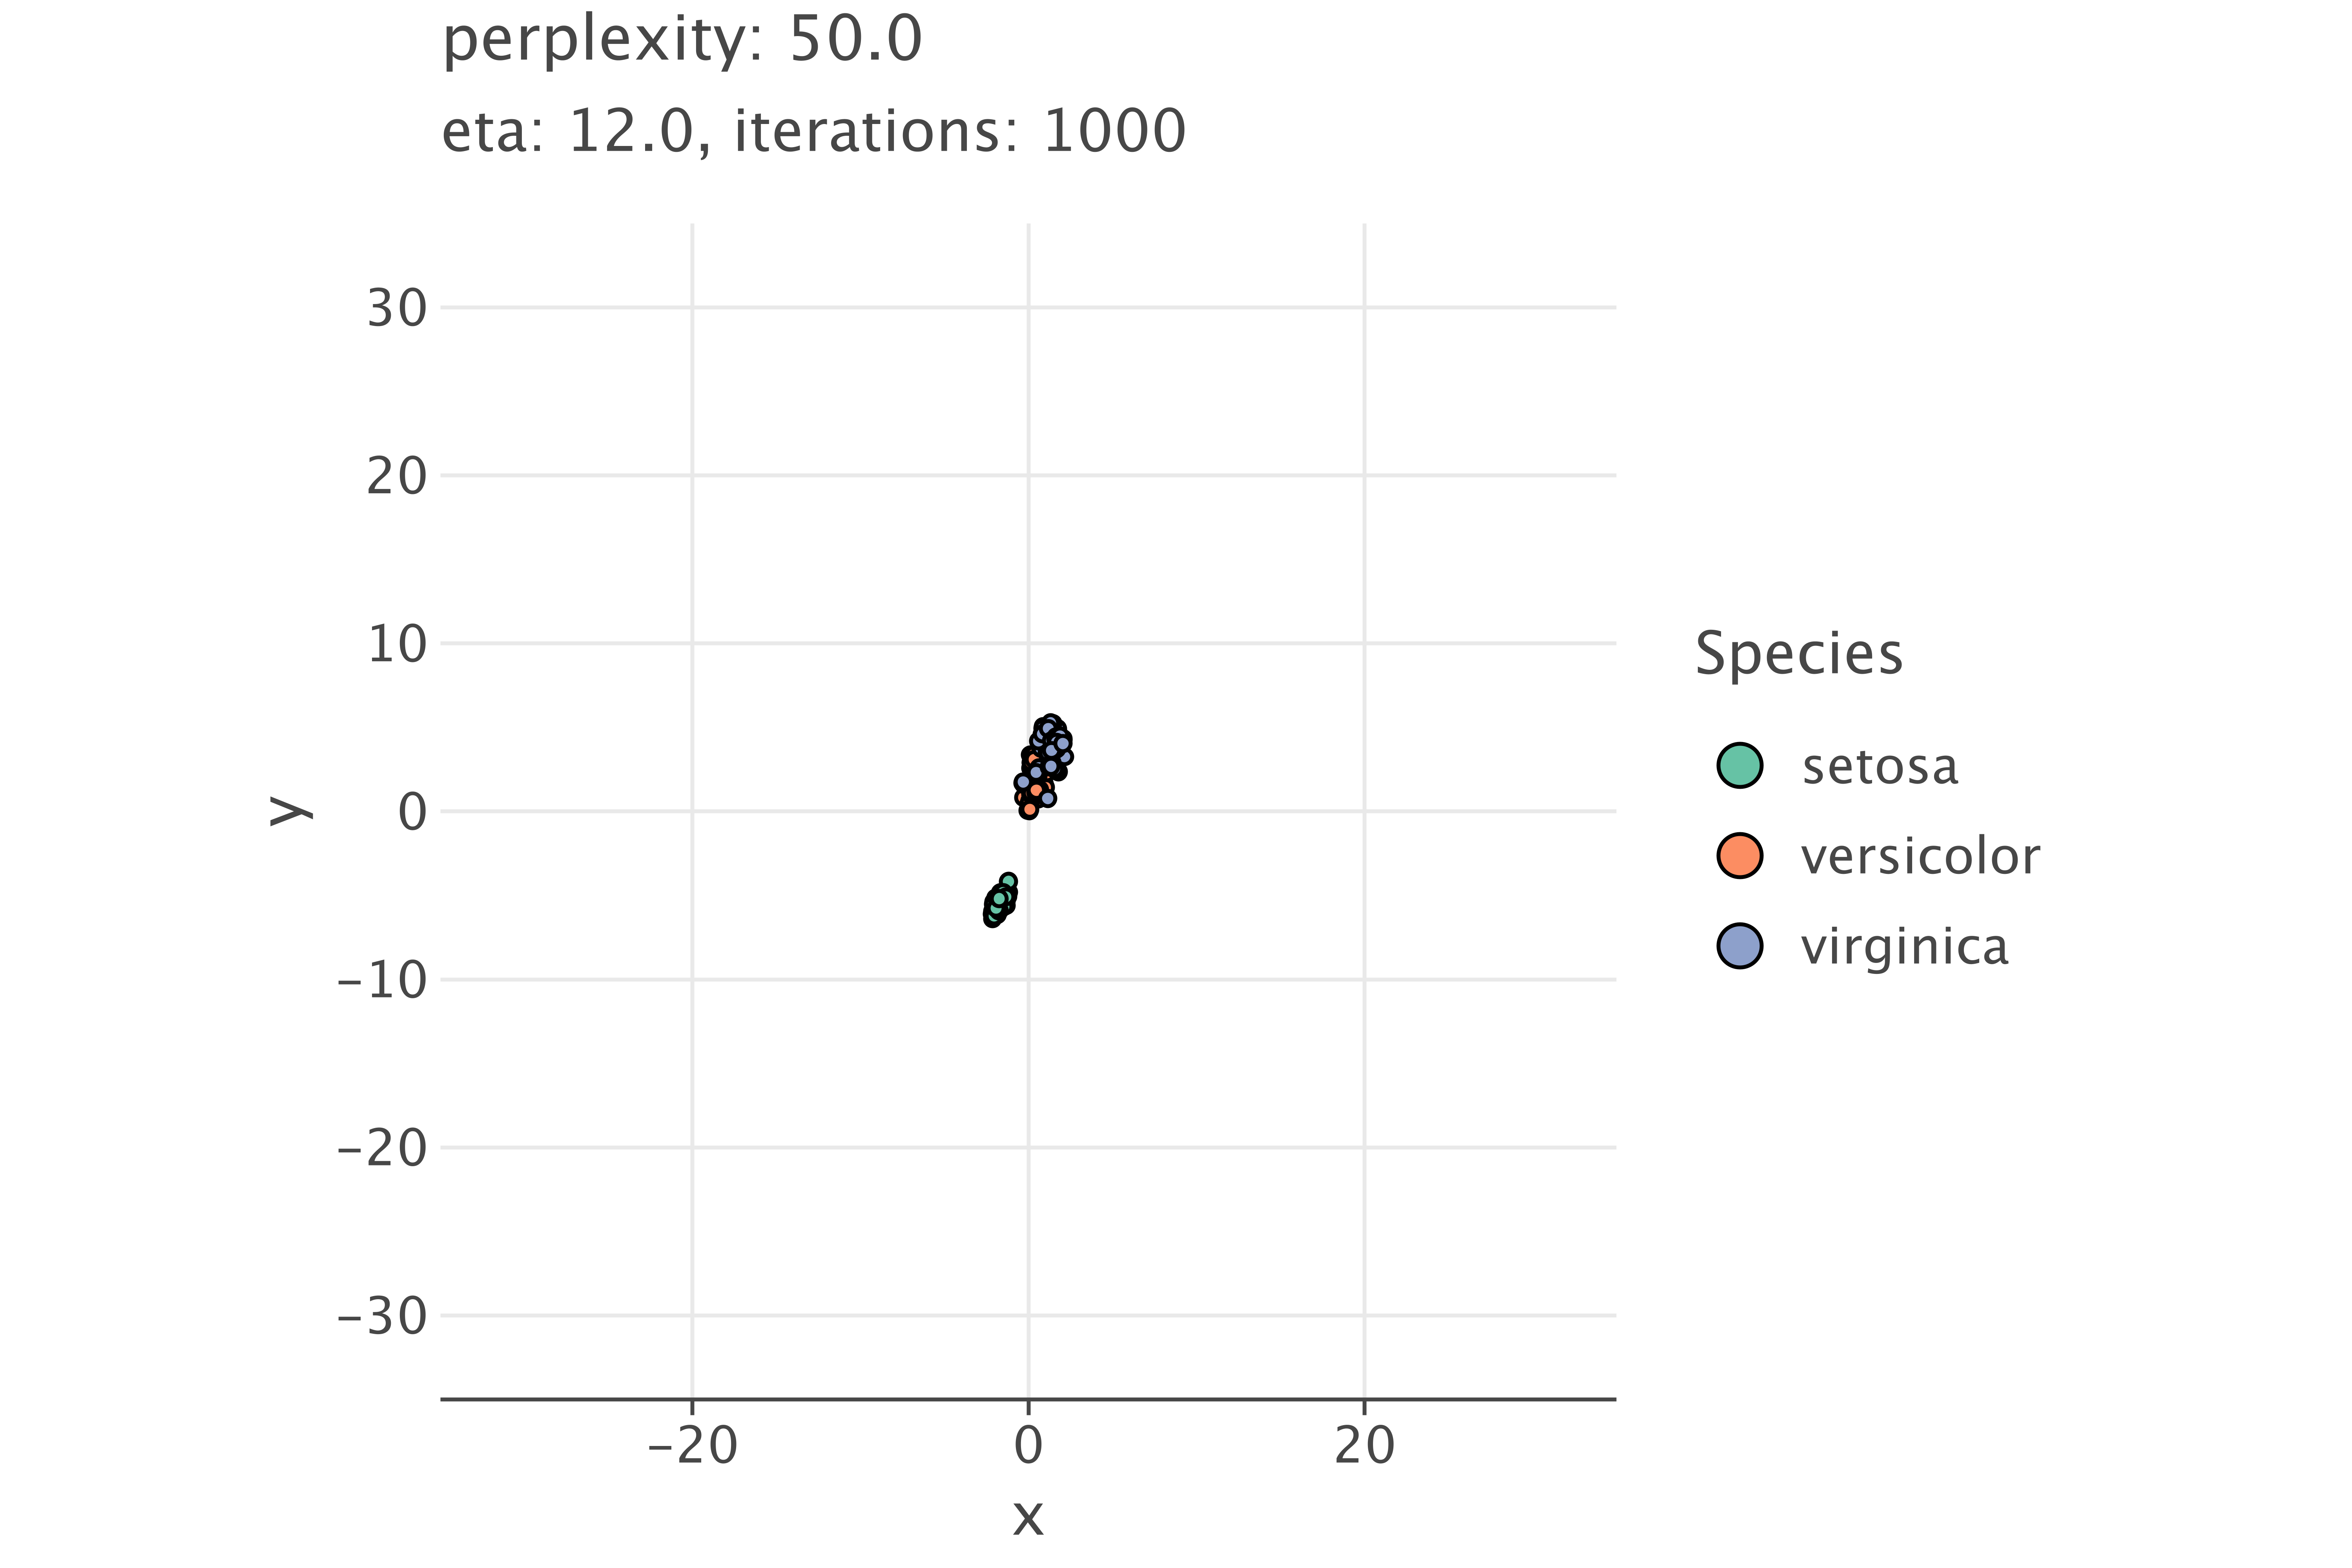 perplexity: 50.0
eta: 12.0, iterations: 1000
30
20
10
0
−10
−20
−30
y
−20
0
20
x
Species
setosa
versicolor
virginica